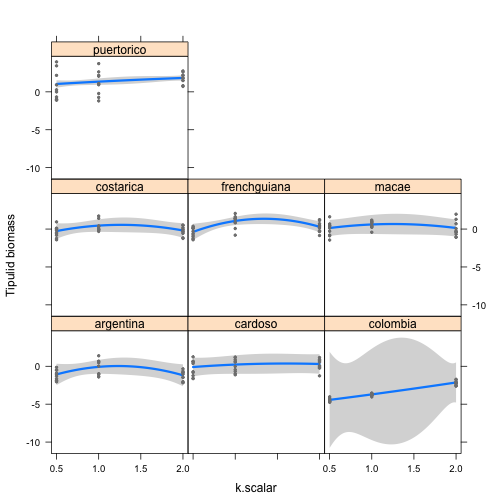 puertorico
0
-5
-10
costarica
frenchguiana
macae
0
-5
-10
Tipulid biomass
argentina
cardoso
colombia
0
-5
-10
0.5 1.0 1.5 2.0
0.5 1.0 1.5 2.0
k.scalar